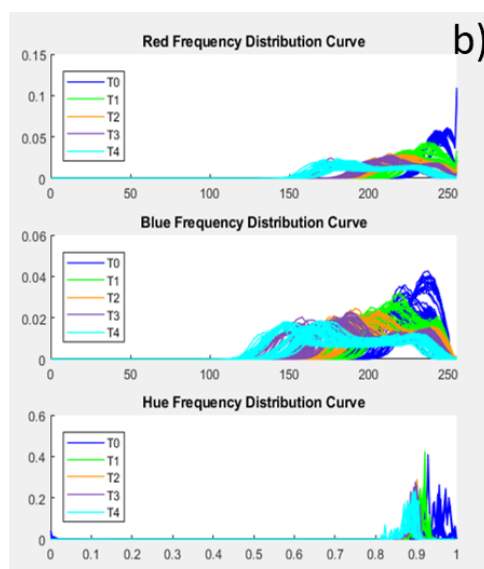 b)
Red Frequency Distribution Curve
0.15
0.1
0.05
0
T0
T1
T2
T3
T4
0 50 100 150 200 250
Blue Frequency Distribution Curve
0.06
0.04
0.02
0
T0
T1
T2
T3
T4
0 50 100 150 200 250
Hue Frequency Distribution Curve
0.6
0.4
0.2
0
T0
T1
T2
T3
T4
0 0.1 0.2 0.3 0.4 0.5 0.6 0.7 0.8 0.9 1